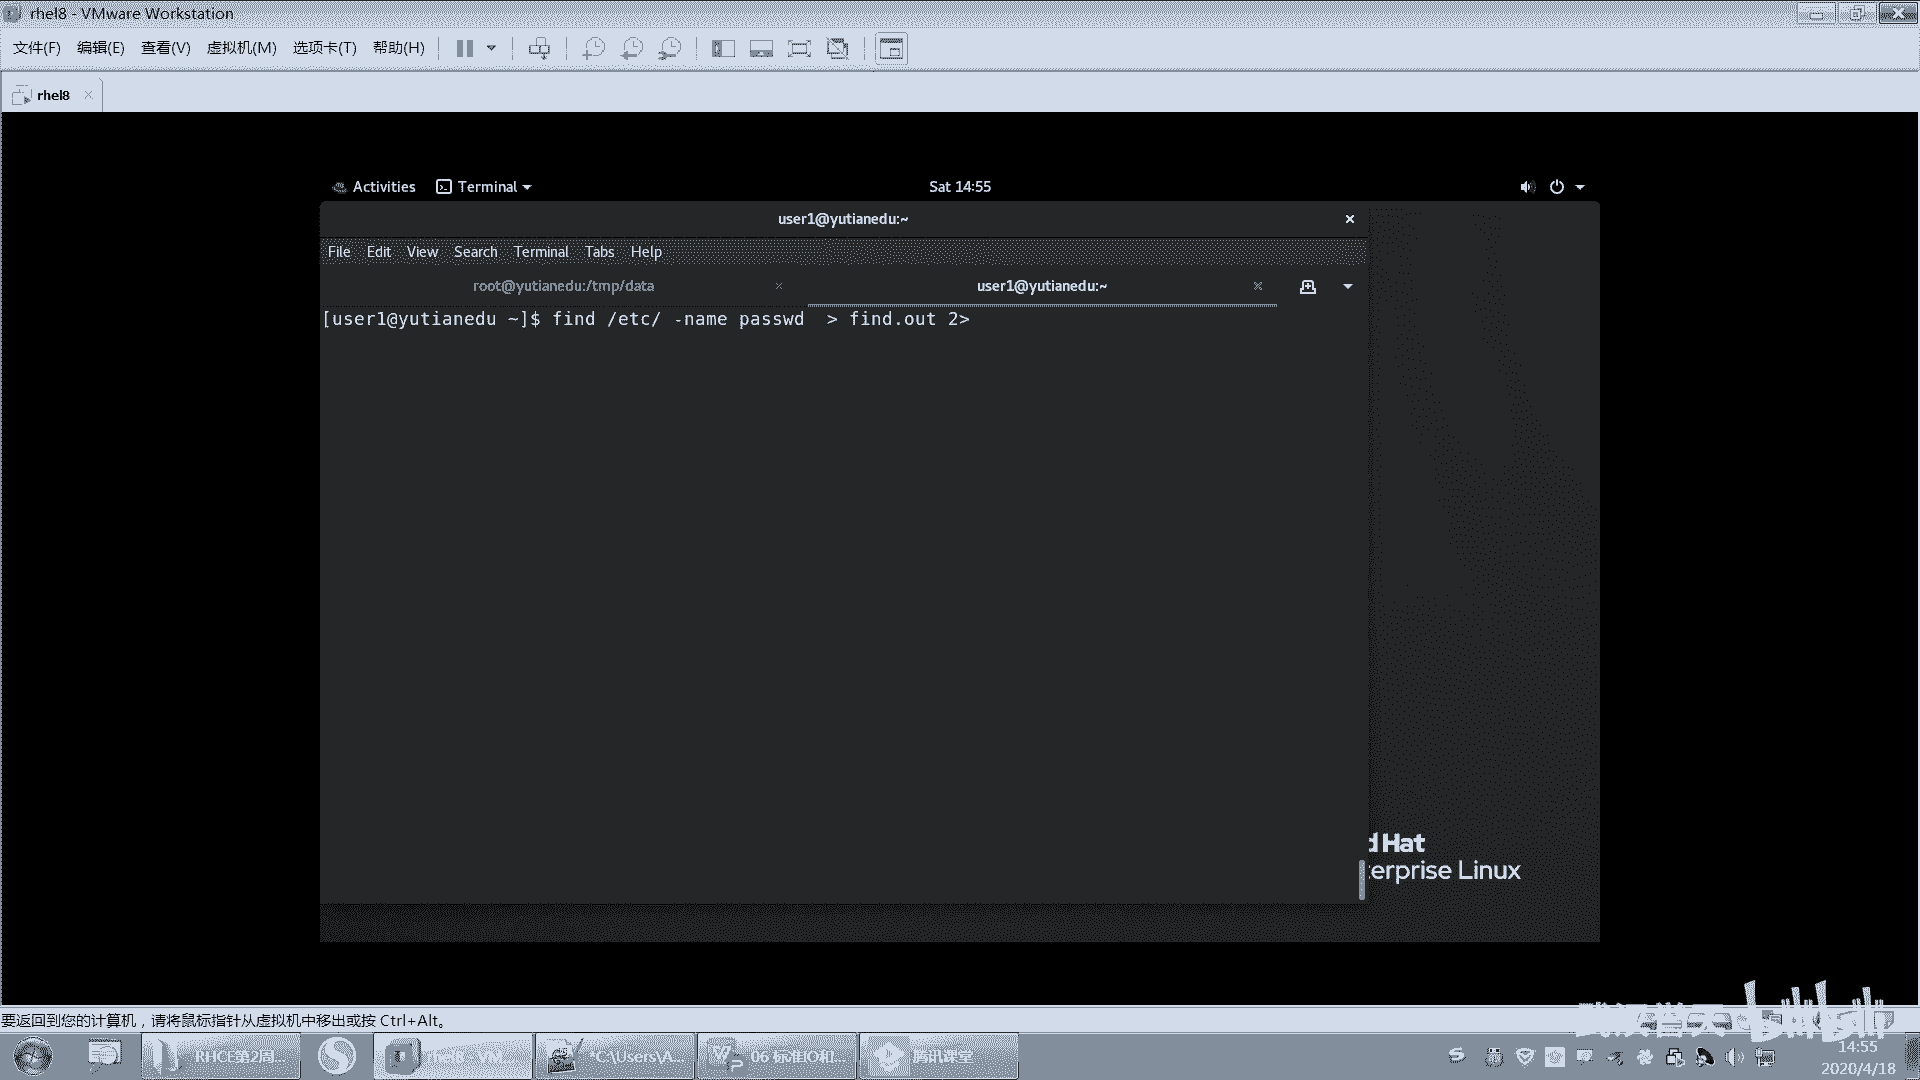 rhel8 - VMware Workstation
文件(F) 编辑(E) 查看(V) 虚拟机(M) 选项卡(T) 帮助(H)
rhel8
Activities Terminal Sat 14:55
user1@yutianedu:~
File Edit View Search Terminal Tabs Help
root@yutianedu:/tmp/data user1@yutianedu:~
[user1@yutianedu ~]$ find /etc/ -name passwd  > find.out 2>
d Hat
erprise Linux
要返回到您的计算机，请将鼠标指针从虚拟机中移出或按 Ctrl+Alt。
bilibili
RHCE第2周... rhel8 - VM... *C:\Users\A... 06 标准IO和... 腾讯课堂
14:55
2020/4/18